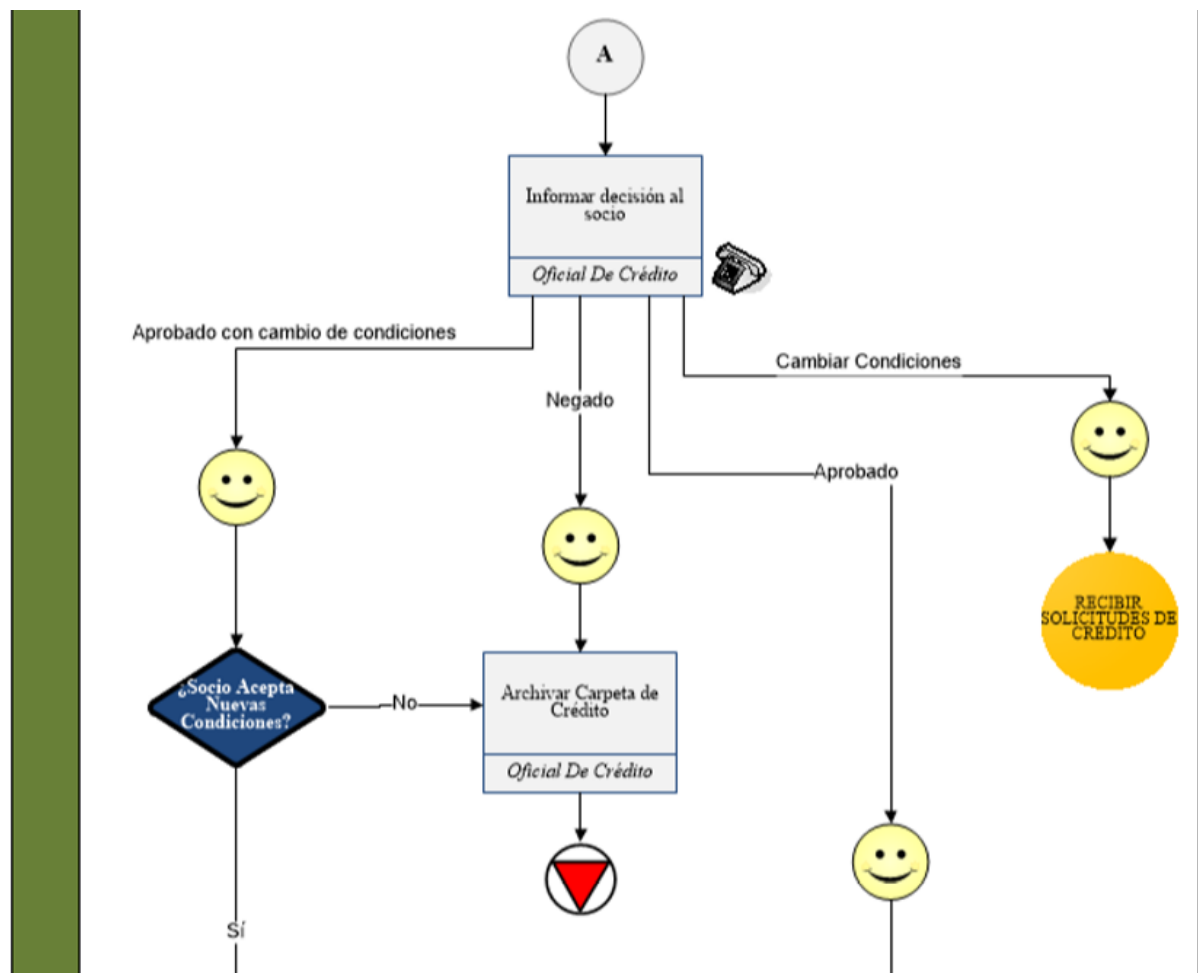 A
Informar decisión al
socio
Oficial De Crédito
Aprobado con cambio de condiciones
Cambiar Condiciones
Negado
Aprobado
RECIBIR
SOLICITUDES DE
CRÉDITO
¿Socio Acepta
Nuevas
Condiciones?
No
Archivar Carpeta de
Crédito
Oficial De Crédito
Sí